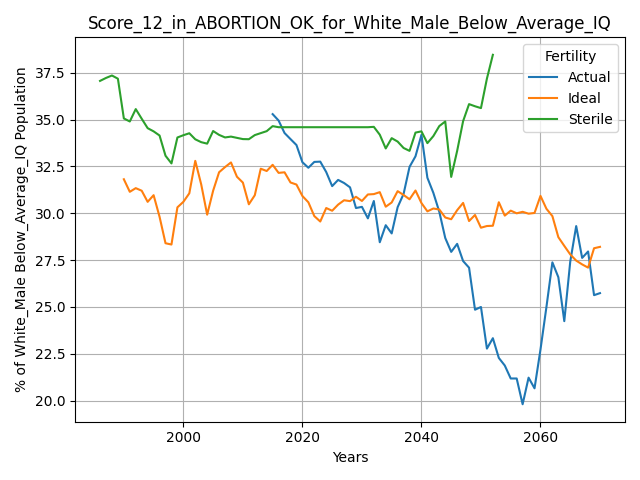 Score_12_in_ABORTION_OK_for_White_Male_Below_Average_IQ
% of White_Male Below_Average_IQ Population
37.5
35.0
32.5
30.0
27.5
25.0
22.5
20.0
Fertility
Actual
Ideal
Sterile
2000
2020
2040
2060
Years